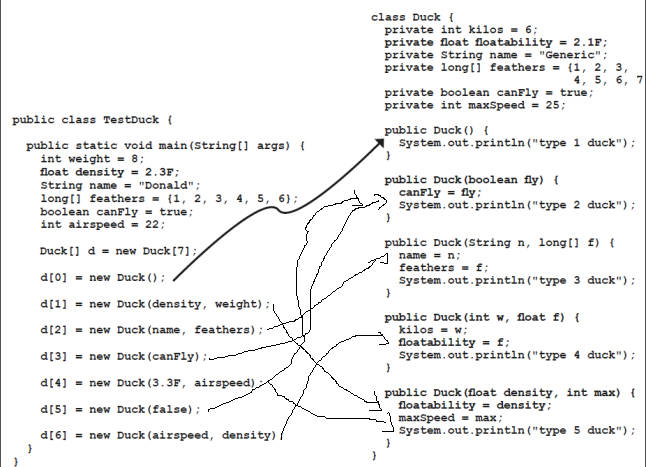 class Duck {
private int kilos = 6;
private float floatability = 2.1F;
private String name = "Generic";
private long[] feathers = {1, 2, 3,
4, 5, 6, 7
private boolean canFly = true;
private int maxSpeed = 25;
public Duck() {
System.out.println("type 1 duck");
}
public Duck(boolean fly) {
canFly = fly;
System.out.println("type 2 duck");
}
public Duck(String n, long[] f) {
name = n;
feathers = f;
System.out.println("type 3 duck");
}
public Duck(int w, float f) {
kilos = w;
floatability = f;
System.out.println("type 4 duck");
}
public Duck(float density, int max) {
floatability = density;
maxSpeed = max;
System.out.println("type 5 duck");
}
}
public class TestDuck {
public static void main(String[] args) {
int weight = 8;
float density = 2.3F;
String name = "Donald";
long[] feathers = {1, 2, 3, 4, 5, 6};
boolean canFly = true;
int airspeed = 22;
Duck[] d = new Duck[7];
d[0] = new Duck();
d[1] = new Duck(density, weight);
d[2] = new Duck(name, feathers);
d[3] = new Duck(canFly);
d[4] = new Duck(3.3F, airspeed);
d[5] = new Duck(false);
d[6] = new Duck(airspeed, density)
}
}